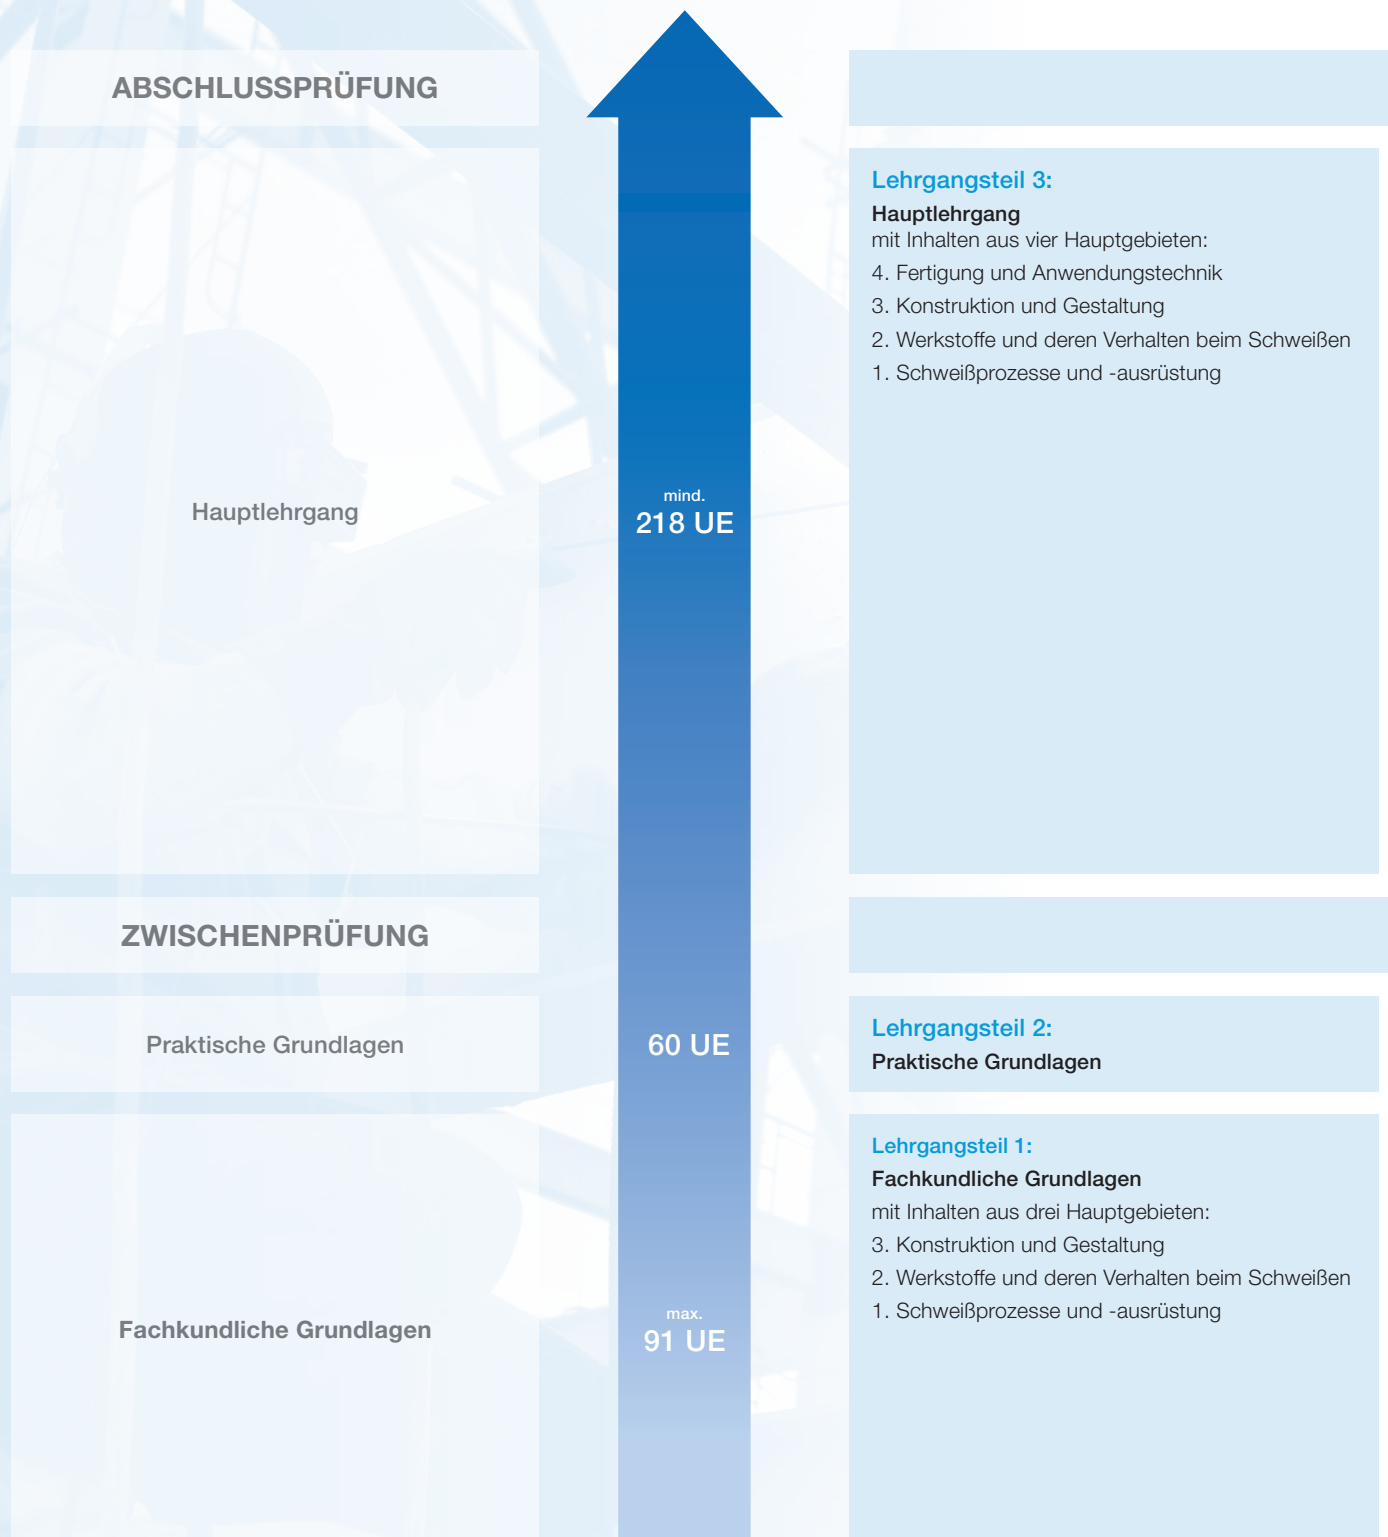 ABSCHLUSSPRÜFUNG
Lehrgangsteil 3:
Hauptlehrgang
mit Inhalten aus vier Hauptgebieten:
4. Fertigung und Anwendungstechnik
3. Konstruktion und Gestaltung
2. Werkstoffe und deren Verhalten beim Schweißen
1. Schweißprozesse und -ausrüstung
Hauptlehrgang
mind.
218 UE
ZWISCHENPRÜFUNG
Praktische Grundlagen
60 UE
Lehrgangsteil 2:
Praktische Grundlagen
Lehrgangsteil 1:
Fachkundliche Grundlagen
mit Inhalten aus drei Hauptgebieten:
3. Konstruktion und Gestaltung
2. Werkstoffe und deren Verhalten beim Schweißen
1. Schweißprozesse und -ausrüstung
Fachkundliche Grundlagen
max.
91 UE